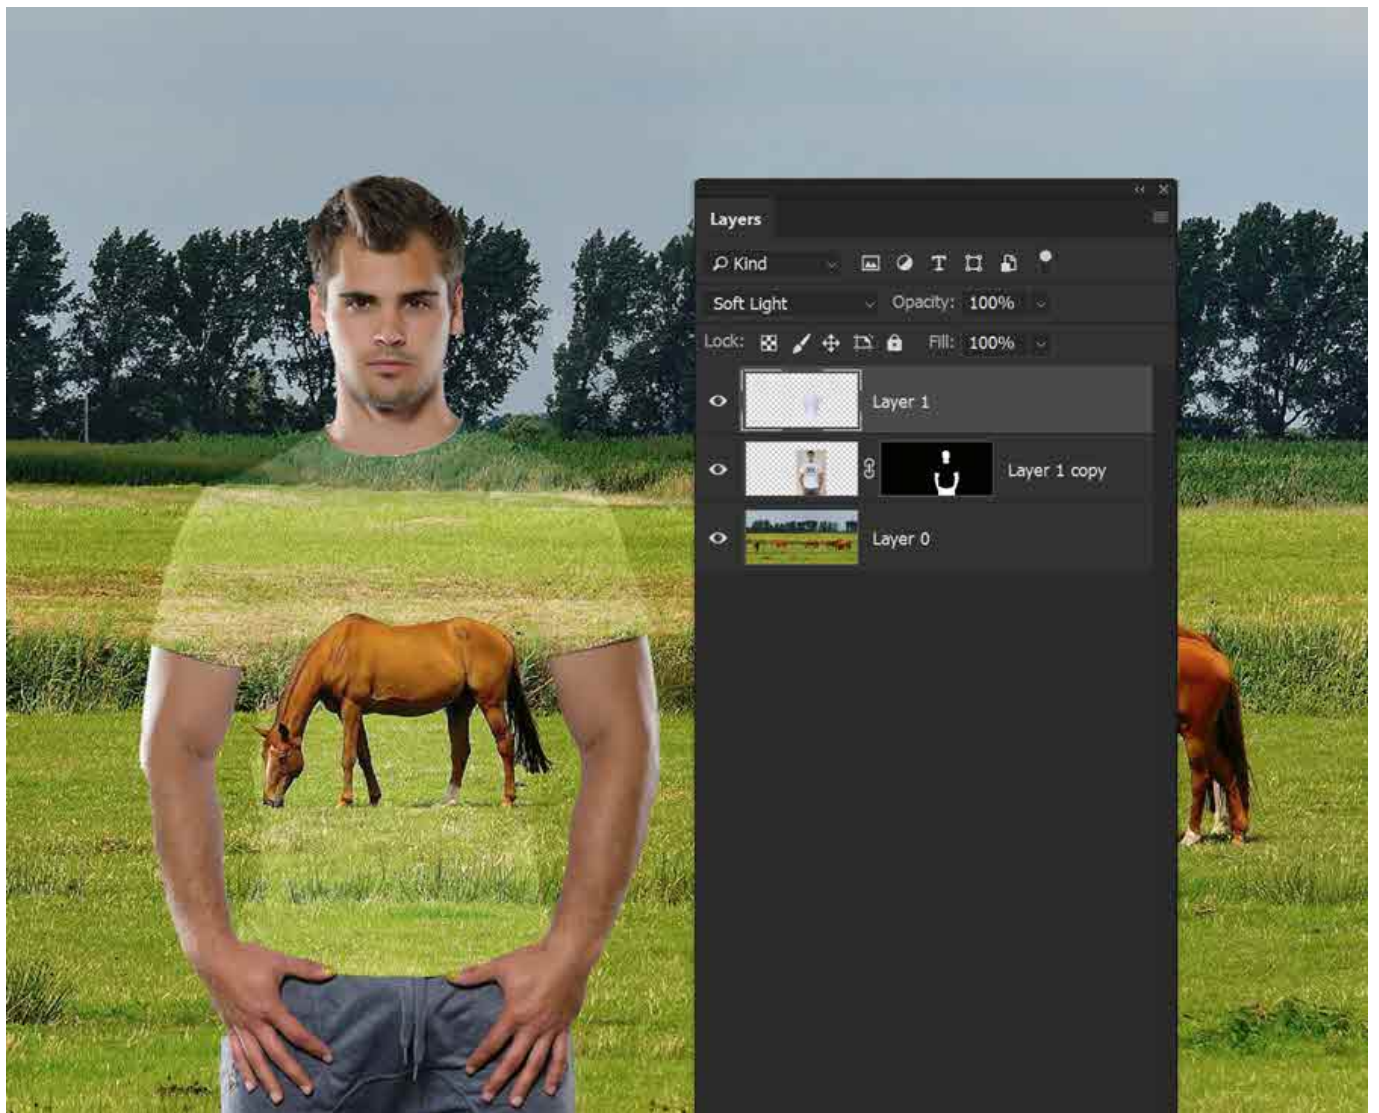 Layers
Kind
Soft Light Opacity: 100%
Lock: Fill: 100%
Layer 1
Layer 1 copy
Layer 0